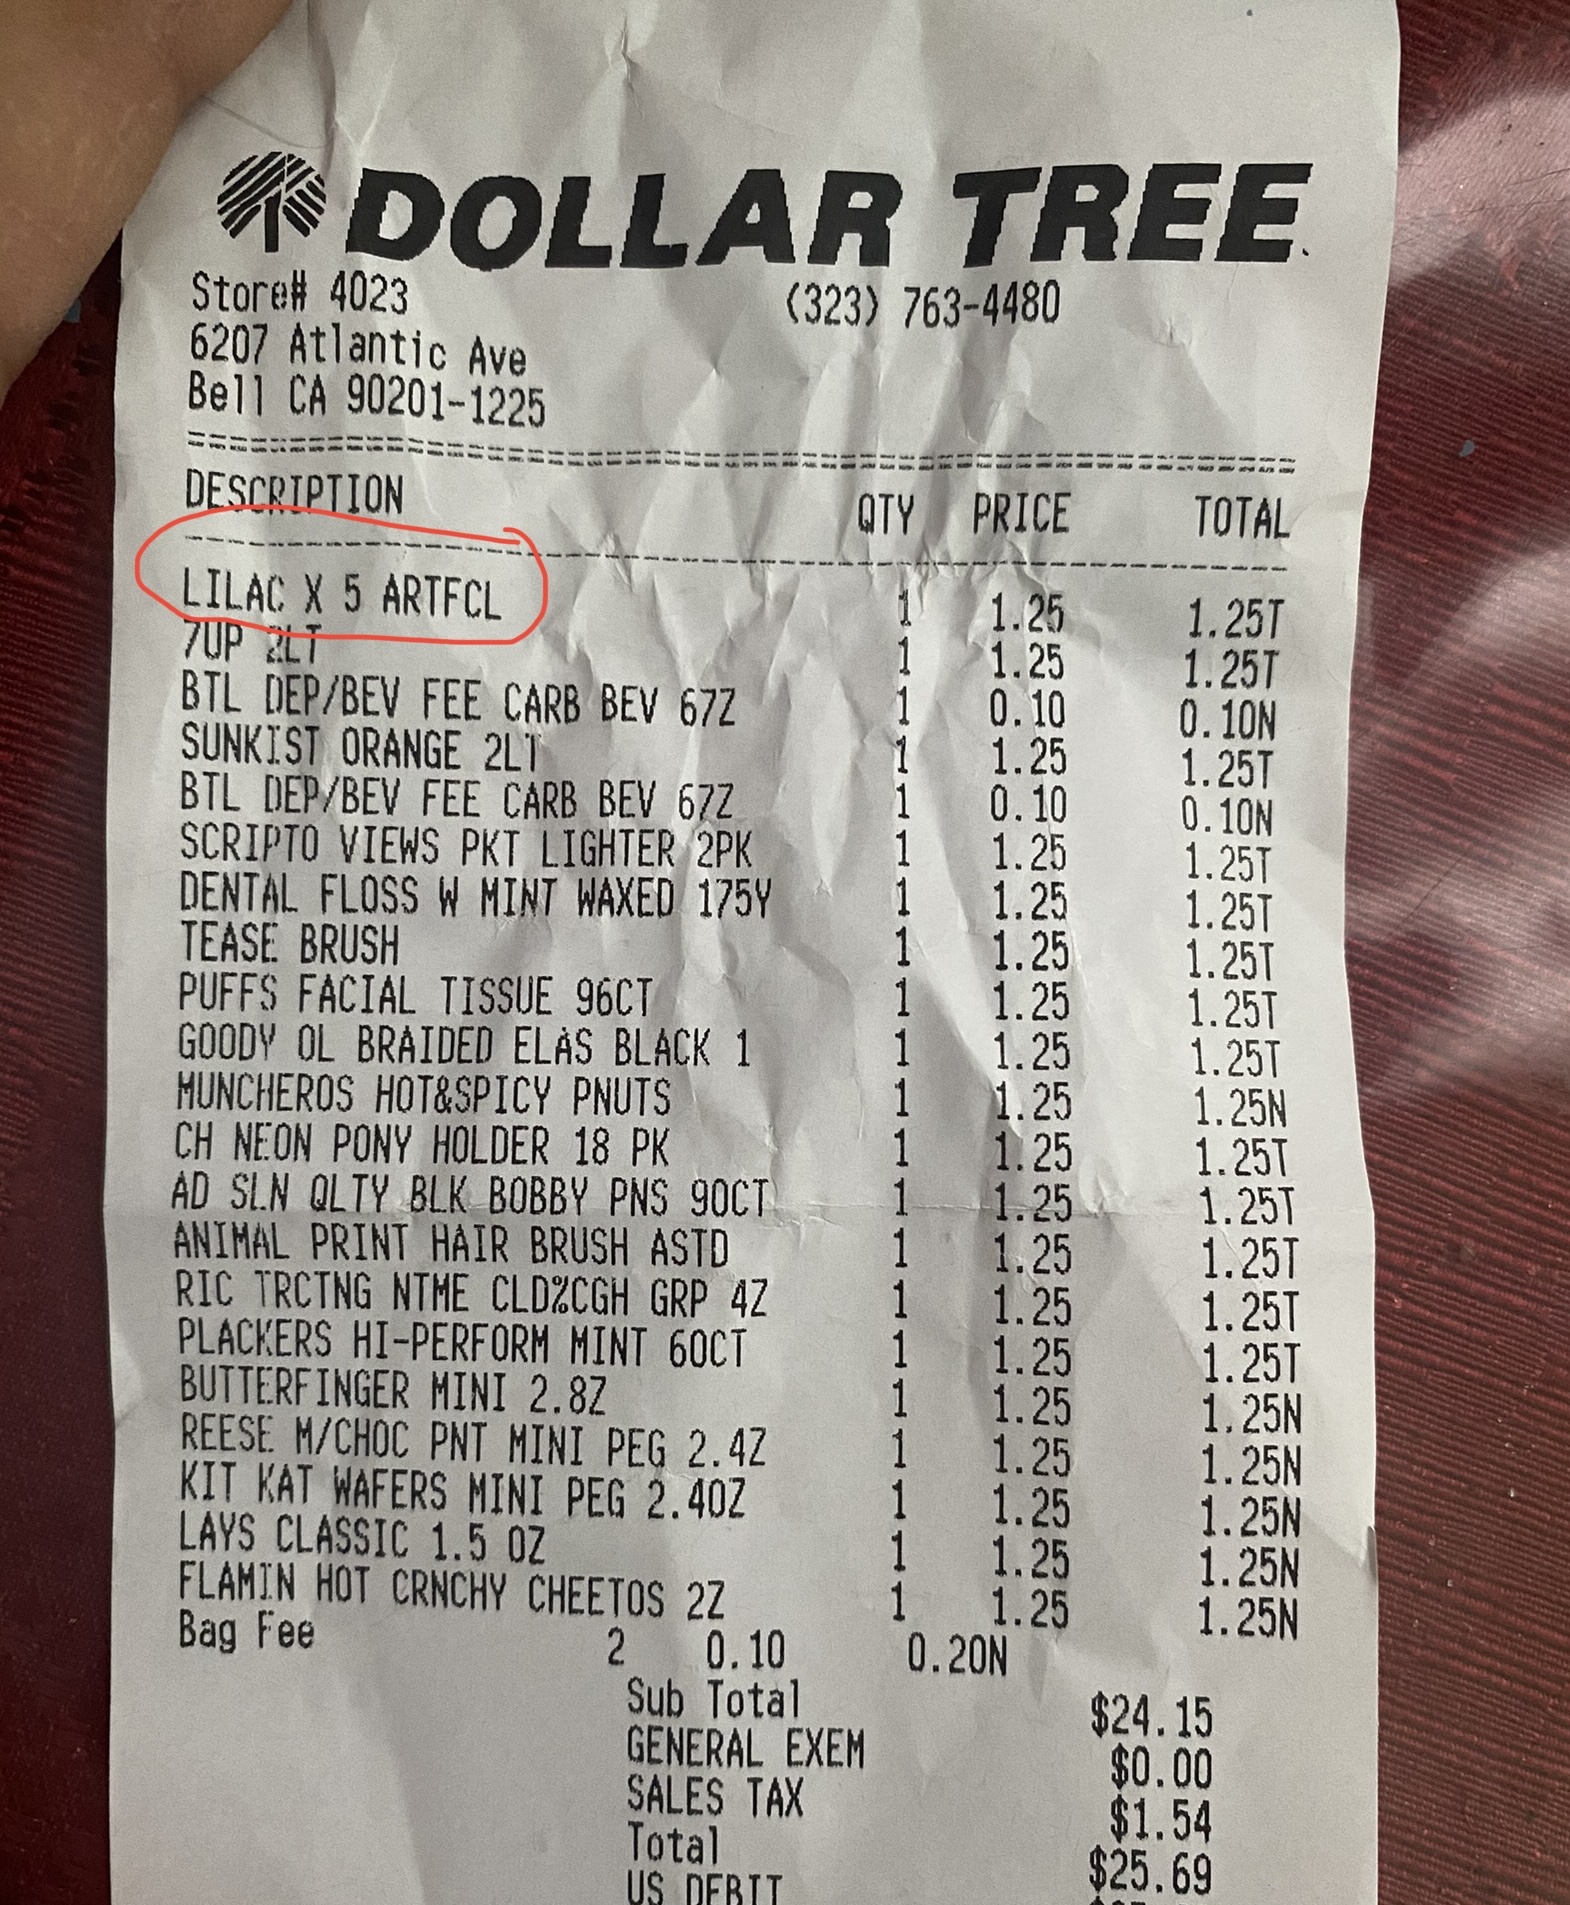 DOLLAR TREE.
Store# 4023 (323) 763-4480
6207 Atlantic Ave
Bell CA 90201-1225
DESCRIPTION QTY PRICE TOTAL
LILAC X 5 ARTFCL 1 1.25 1.25T
7UP 2LT 1 1.25 1.25T
BTL DEP/BEV FEE CARB BEV 67Z 1 0.10 0.10N
SUNKIST ORANGE 2LT 1 1.25 1.25T
BTL DEP/BEV FEE CARB BEV 67Z 1 0.10 0.10N
SCRIPTO VIEWS PKT LIGHTER 2PK 1 1.25 1.25T
DENTAL FLOSS W MINT WAXED 175Y 1 1.25 1.25T
TEASE BRUSH 1 1.25 1.25T
PUFFS FACIAL TISSUE 96CT 1 1.25 1.25T
GOODY OL BRAIDED ELAS BLACK 1 1 1.25 1.25T
MUNCHEROS HOT&SPICY PNUTS 1 1.25 1.25N
CH NEON PONY HOLDER 18 PK 1 1.25 1.25T
AD SLN QLTY BLK BOBBY PNS 90CT 1 1.25 1.25T
ANIMAL PRINT HAIR BRUSH ASTD 1 1.25 1.25T
RIC TRCTNG NTME CLD%CGH GRP 4Z 1 1.25 1.25T
PLACKERS HI-PERFORM MINT 60CT 1 1.25 1.25T
BUTTERFINGER MINI 2.8Z 1 1.25 1.25N
REESE M/CHOC PNT MINI PEG 2.4Z 1 1.25 1.25N
KIT KAT WAFERS MINI PEG 2.40Z 1 1.25 1.25N
LAYS CLASSIC 1.5 OZ 1 1.25 1.25N
FLAMIN HOT CRNCHY CHEETOS 2Z 1 1.25 1.25N
Bag Fee 2 0.10 0.20N
Sub Total $24.15
GENERAL EXEM $0.00
SALES TAX $1.54
Total $25.69
US DEBIT